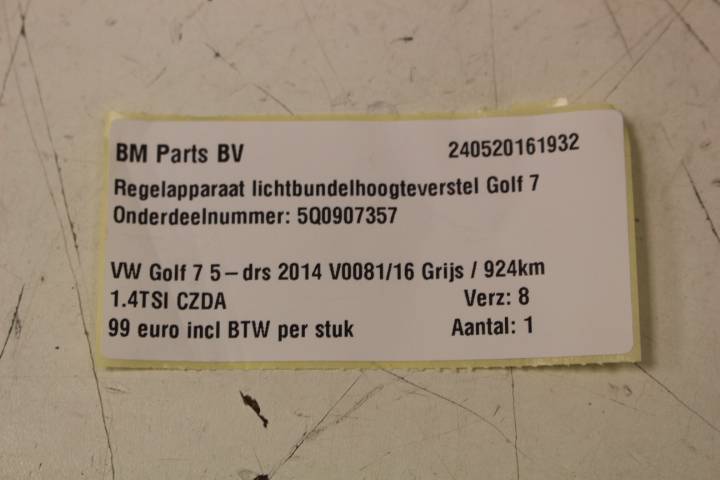 BM Parts BV 240520161932
Regelapparaat lichtbundelhoogteverstel Golf 7
Onderdeelnummer: 5Q0907357
VW Golf 7 5-drs 2014 V0081/16 Grijs / 924km
1.4TSI CZDA Verz: 8
99 euro incl BTW per stuk Aantal: 1